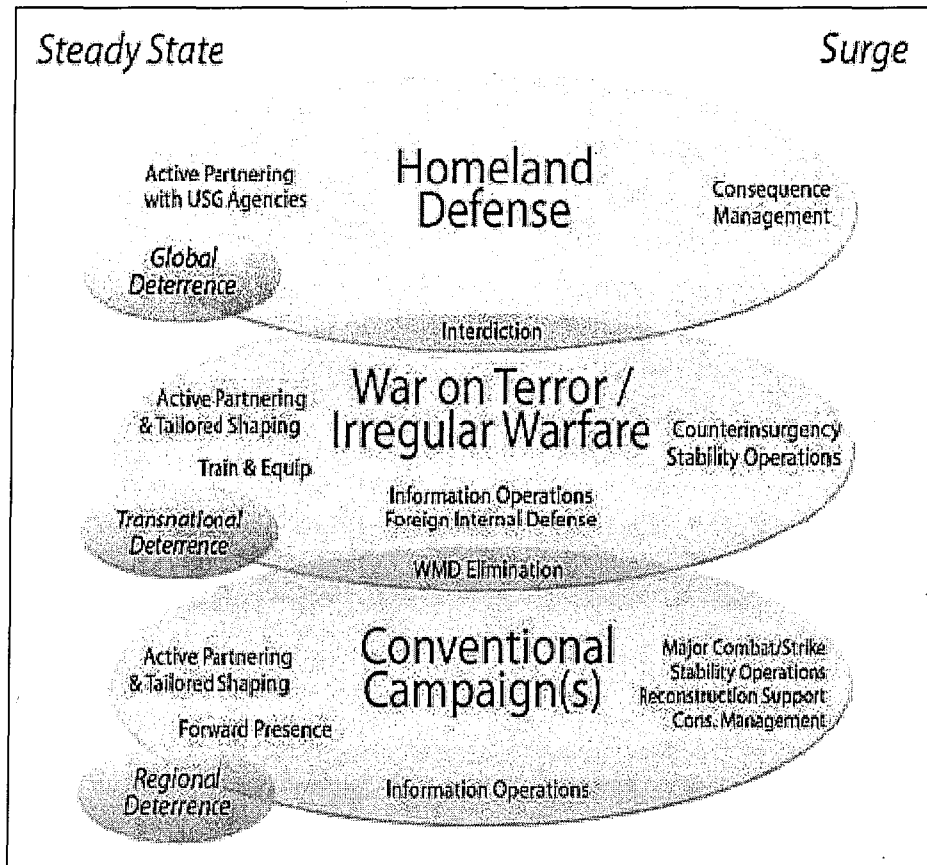 Steady State
Surge
Homeland
Defense
Active Partnering
with USG Agencies
Consequence
Management
Global
Deterrence
Interdiction
War on Terror /
Irregular Warfare
Active Partnering
& Tailored Shaping
Train & Equip
Counterinsurgency
Stability Operations
Information Operations
Foreign Internal Defense
Transnational
Deterrence
WMD Elimination
Conventional
Campaign(s)
Active Partnering
& Tailored Shaping
Forward Presence
Major Combat/Strike
Stability Operations
Reconstruction Support
Cons. Management
Regional
Deterrence
Information Operations